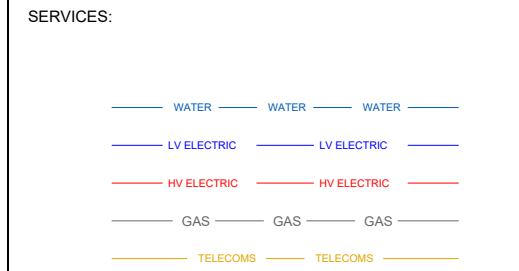 SERVICES:
WATER WATER WATER
LV ELECTRIC LV ELECTRIC
HV ELECTRIC HV ELECTRIC
GAS GAS GAS
TELECOMS TELECOMS